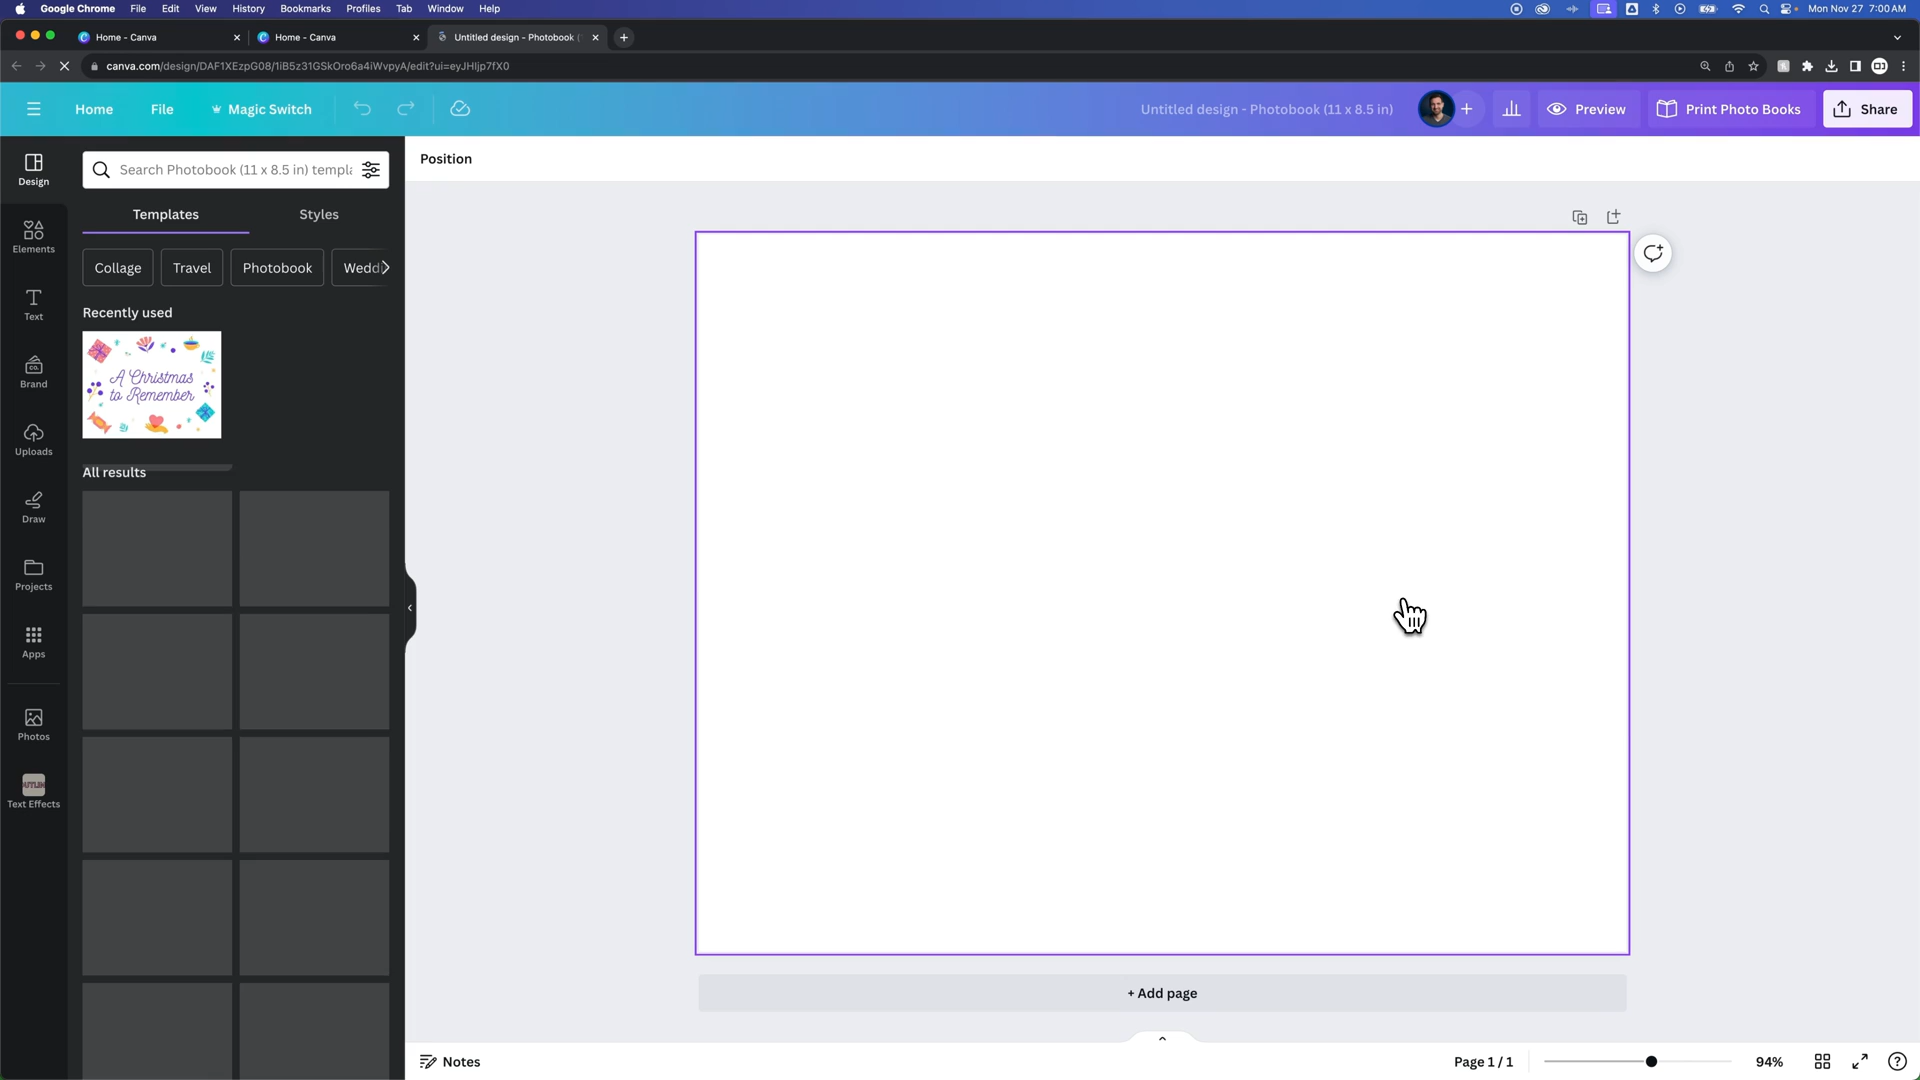 Google Chrome File Edit View History Bookmarks Profiles Tab Window Help Mon Nov 27 7:00 AM
Home - Canva Home - Canva Untitled design - Photobook (
canva.com/design/DAF1XEzpG08/1iB5z31GSkOro6a4iWvpyA/edit?ui=eyJHIjp7fX0
Home File Magic Switch Untitled design - Photobook (11 x 8.5 in) Preview Print Photo Books Share
Design
Elements
Text
Brand
Uploads
Draw
Projects
Apps
Photos
Text Effects
Search Photobook (11 x 8.5 in) templa
Templates Styles
Collage Travel Photobook Wedd
Recently used
A Christmas
to Remember
All results
Position
+ Add page
Notes Page 1 / 1 94%